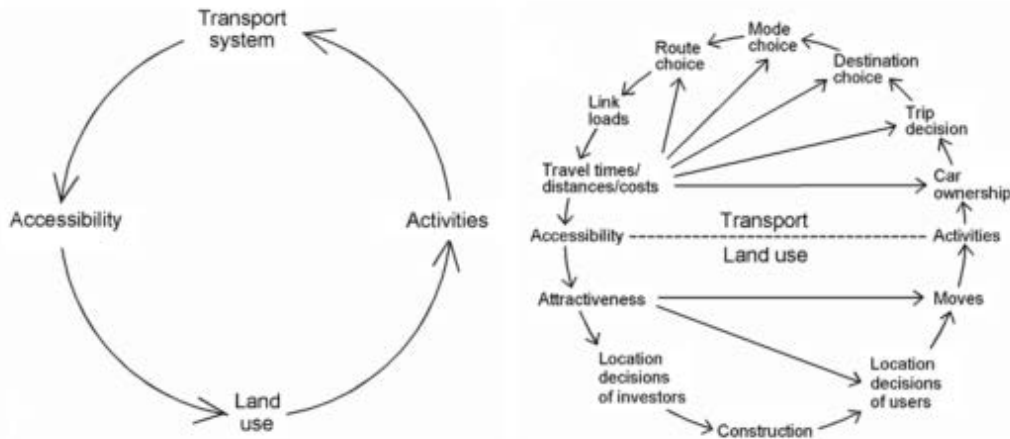 Transport
system
Accessibility
Activities
Land
use
Mode
choice
Route
choice
Destination
choice
Link
loads
Trip
decision
Travel times/
distances/costs
Car
ownership
Transport
Accessibility
Activities
Land use
Attractiveness
Moves
Location
decisions
of investors
Location
decisions
of users
Construction